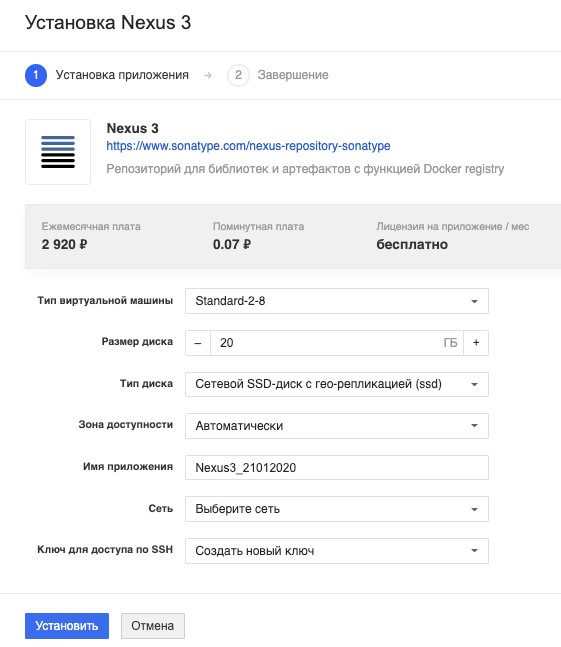 Установка Nexus 3
1 Установка приложения → 2 Завершение
Nexus 3
https://www.sonatype.com/nexus-repository-sonatype
Репозиторий для библиотек и артефактов с функцией Docker registry
Ежемесячная плата Поминутная плата Лицензия на приложение / мес
2 920 ₽ 0.07 ₽ бесплатно
Тип виртуальной машины Standard-2-8
Размер диска – 20 ГБ +
Тип диска Сетевой SSD-диск с гео-репликацией (ssd)
Зона доступности Автоматически
Имя приложения Nexus3_21012020
Сеть Выберите сеть
Ключ для доступа по SSH Создать новый ключ
Установить Отмена